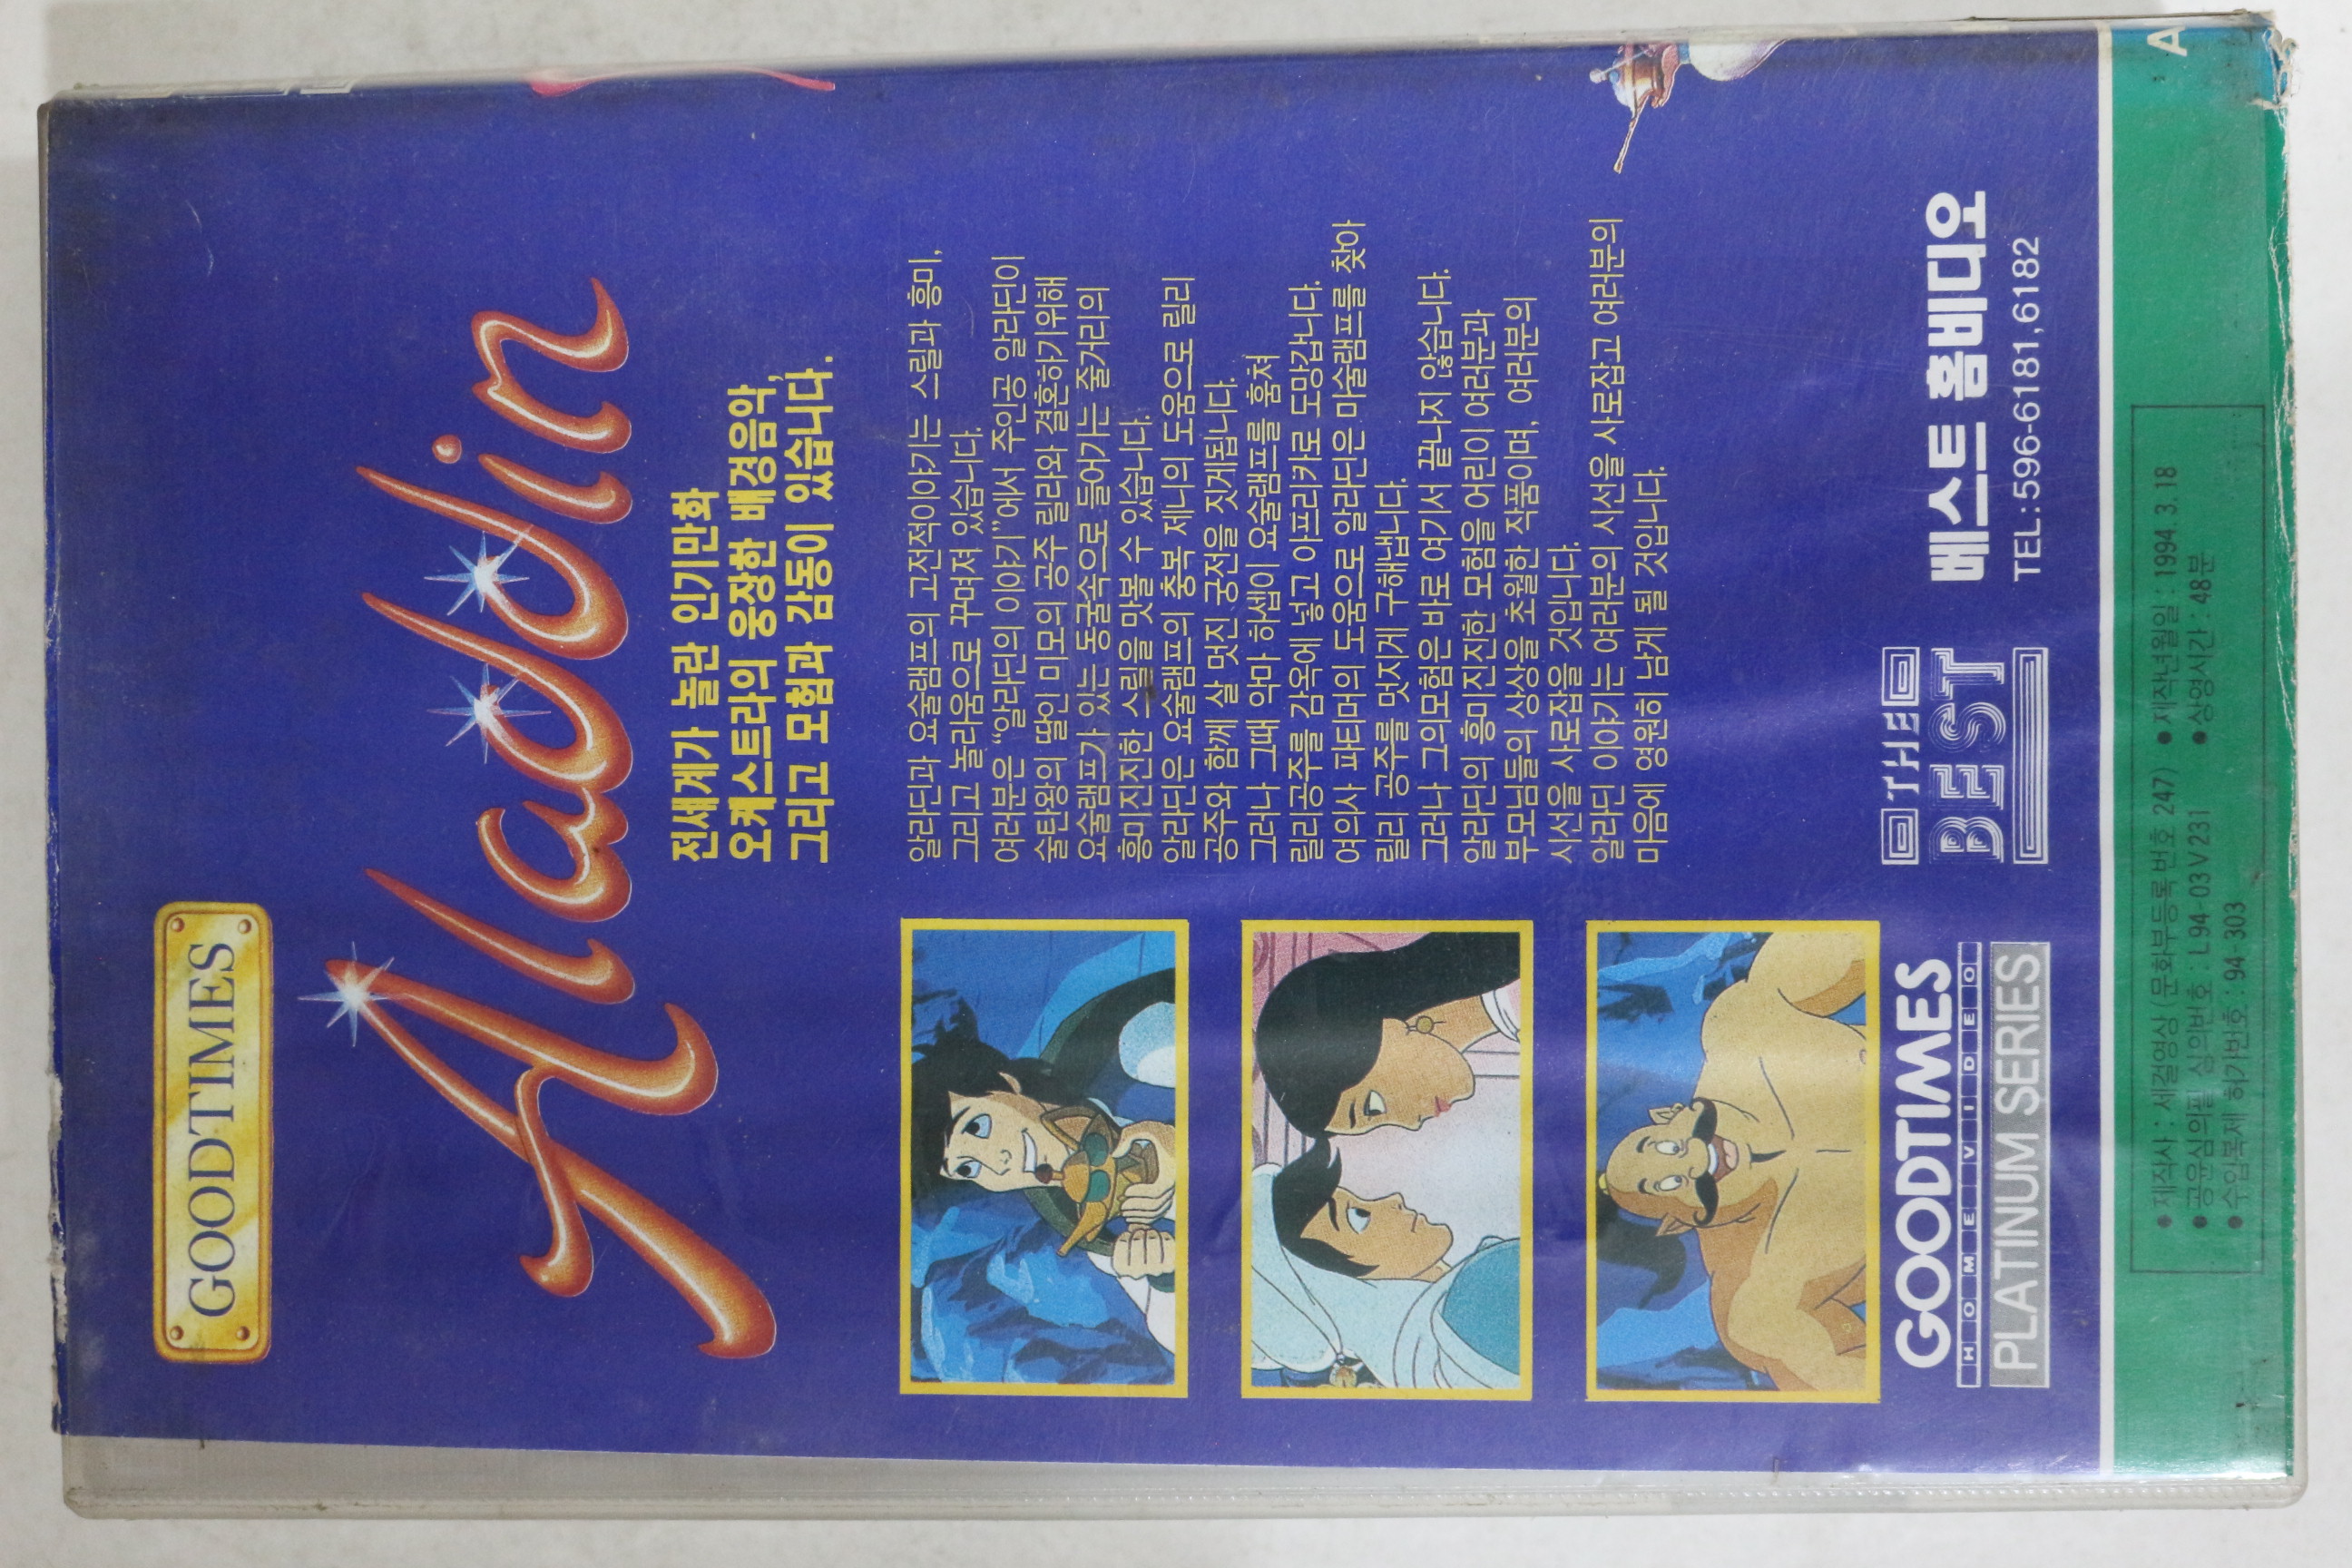 GOODTIMES
Aladdin
전세계가 놀란 인기만화
오케스트라의 웅장한 배경음악,
그리고 모험과 감동이 있습니다.
알라딘과 요술램프의 고전적이야기는 스릴과 흥미,
그리고 놀라움으로 꾸며져 있습니다.
여러분은 “알라딘의 이야기”에서 주인공 알라딘이
술탄왕의 딸인 미모의 공주 릴라와 결혼하기위해
요술램프가 있는 동굴속으로 들어가는 줄거리의
흥미진진한 스릴을 맛볼 수 있습니다.
알라딘은 요술램프의 충복 제니의 도움으로 릴리
공주와 함께 살 멋진 궁전을 짓게됩니다.
그러나 그때 악마 하셉이 요술램프를 훔쳐
릴리공주를 감옥에 넣고 아프리카로 도망갑니다.
여의사 파티머의 도움으로 알라딘은 마술램프를 찾아
릴리 공주를 멋지게 구해냅니다.
그러나 그의모험은 바로 여기서 끝나지 않습니다.
알라딘의 흥미진진한 모험을 어린이 여러분과
부모님들의 상상을 초월한 작품이며, 여러분의
시선을 사로잡을 것입니다.
알라딘 이야기는 여러분의 시선을 사로잡고 여러분의
마음에 영원히 남게 될 것입니다.
GOODTIMES
HOME VIDEO
PLATINUM SERIES
THE
BEST
베스트 홈비디오
TEL:596-6181,6182
● 제작사 : 세걸영상 (문화부등록번호 247) ● 제작년월일 : 1994.3.18
● 공윤심의필 심의번호 : L94-03V231 ● 상영시간 : 48분
● 수입복제 허가번호 : 94 303
A